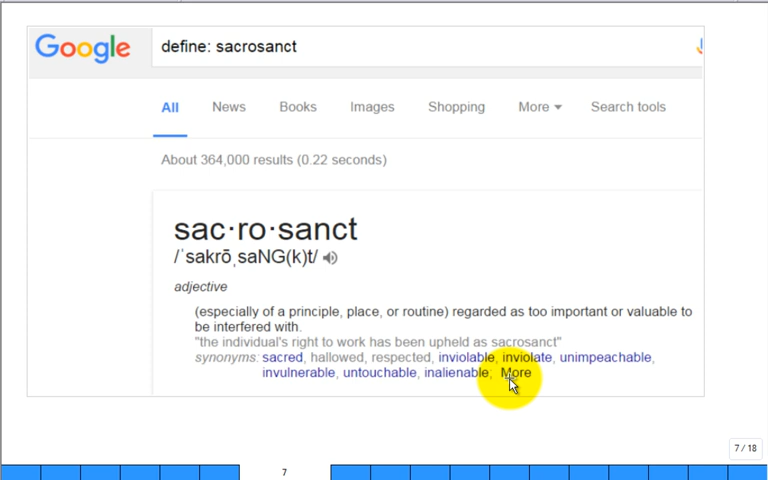 Google define: sacrosanct
All News Books Images Shopping More Search tools
About 364,000 results (0.22 seconds)
sac·ro·sanct
/ˈsakrōˌsaNG(k)t/
adjective
(especially of a principle, place, or routine) regarded as too important or valuable to
be interfered with.
"the individual's right to work has been upheld as sacrosanct"
synonyms: sacred, hallowed, respected, inviolable, inviolate, unimpeachable,
invulnerable, untouchable, inalienable; More
7 / 18
7